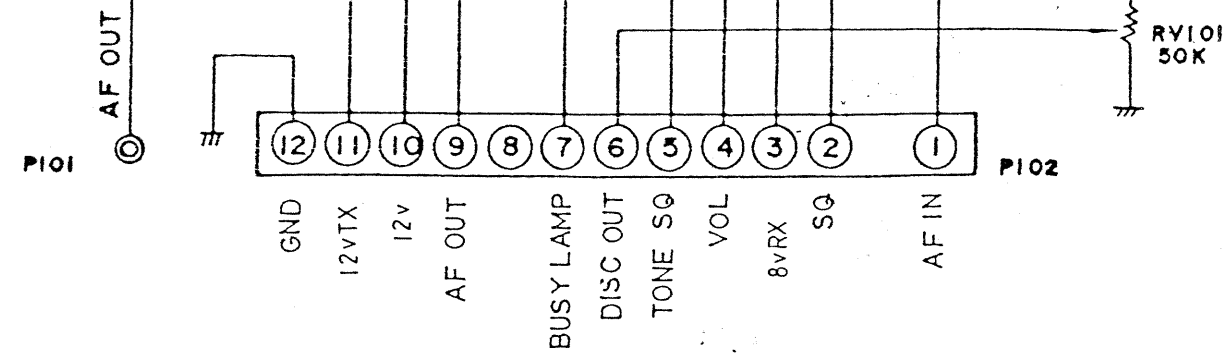 AF OUT
RV101
50K
P101
12 11 10 9 8 7 6 5 4 3 2 1
P102
GND
12vTX
12v
AF OUT
BUSY LAMP
DISC OUT
TONE SQ
VOL
8vRX
SQ
AF IN